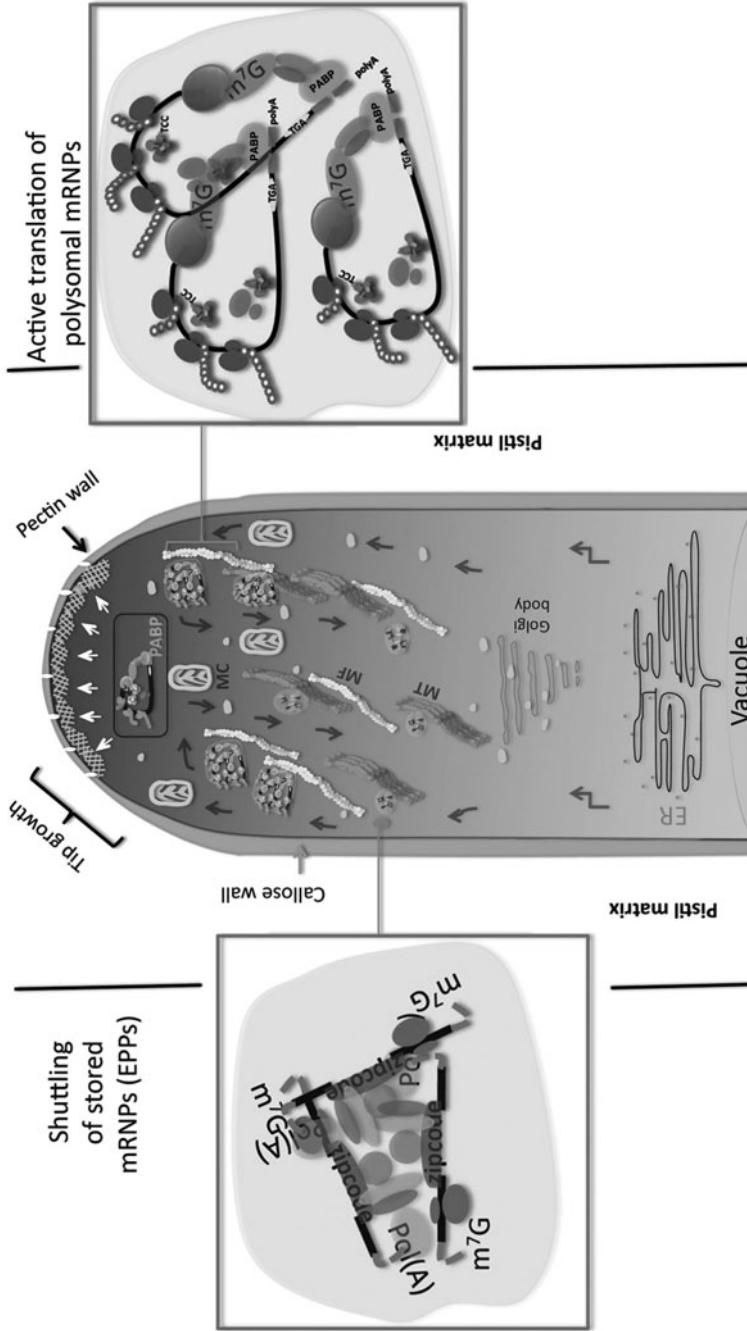 Shuttling
of stored
mRNPs (EPPs)
m⁷G
zipcode
m⁷G(A)
zipcode
Pol(A)
zipcode
m⁷G
Tip growth
Pectin wall
Callose wall
PABP
MC
MF
MT
Golgi
body
ER
Vacuole
Pistil matrix
Pistil matrix
Active translation of
polysomal mRNPs
m⁷G
PABP
polyA
TGA
TCC
m⁷G
PABP
polyA
TGA
TCC
m⁷G
PABP
polyA
TGA
TCC